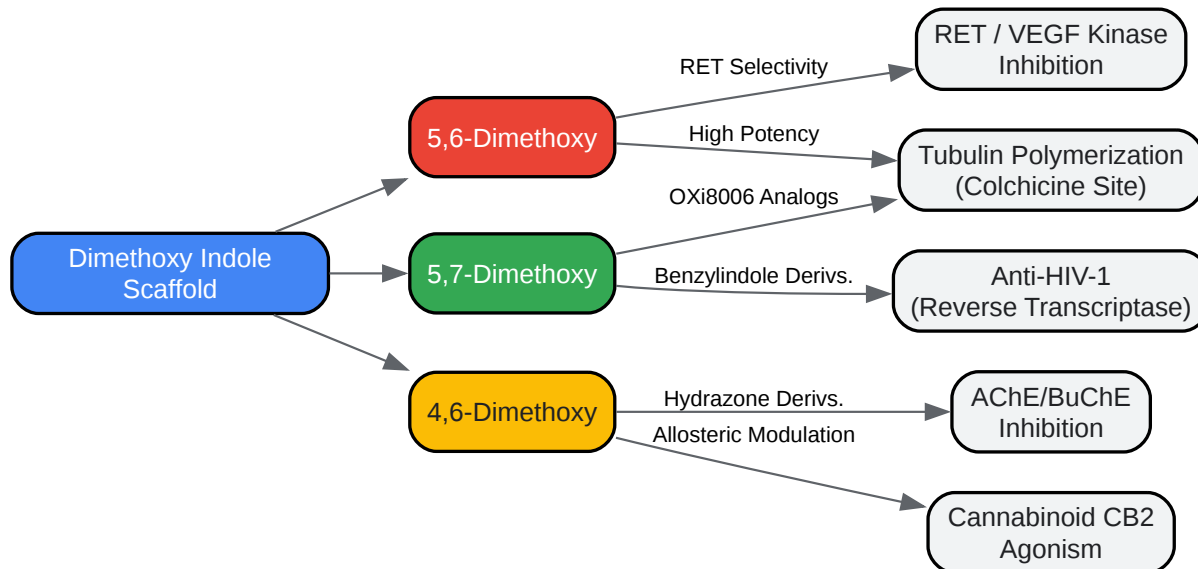 RET / VEGF Kinase
Inhibition
RET Selectivity
5,6-Dimethoxy
High Potency
Tubulin Polymerization
(Colchicine Site)
OXi8006 Analogs
Dimethoxy Indole
Scaffold
5,7-Dimethoxy
Benzylindole Derivs.
Anti-HIV-1
(Reverse Transcriptase)
4,6-Dimethoxy
Hydrazone Derivs.
AChE/BuChE
Inhibition
Allosteric Modulation
Cannabinoid CB2
Agonism